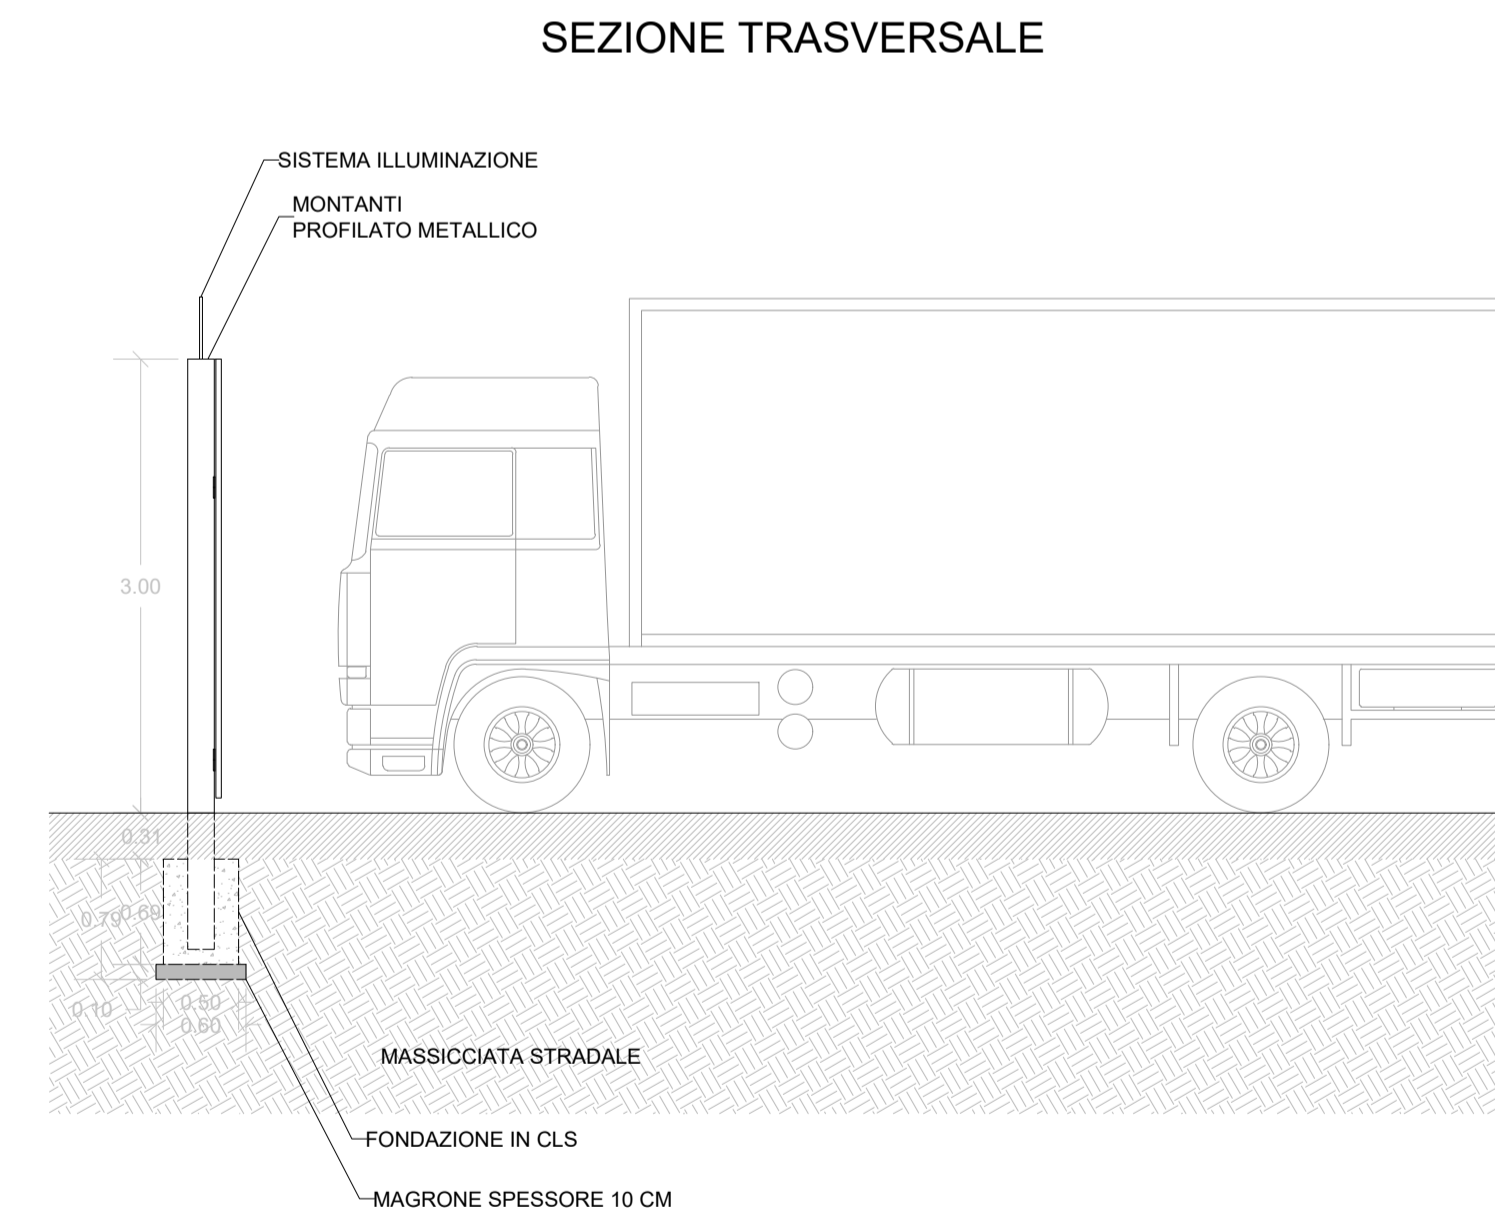 SEZIONE TRASVERSALE
SISTEMA ILLUMINAZIONE
MONTANTI
PROFILATO METALLICO
3.00
0.31
0.79
0.69
0.10
0.50
0.60
MASSICCIATA STRADALE
FONDAZIONE IN CLS
MAGRONE SPESSORE 10 CM